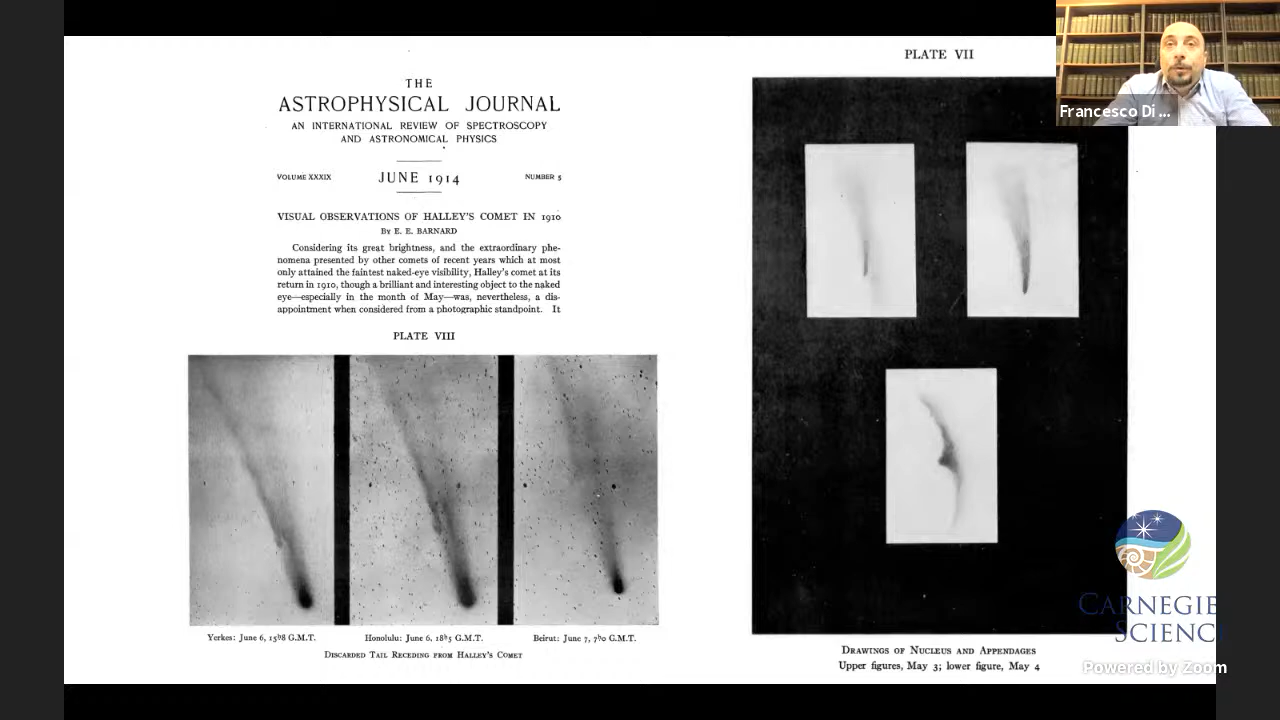 THE
ASTROPHYSICAL JOURNAL
AN INTERNATIONAL REVIEW OF SPECTROSCOPY
AND ASTRONOMICAL PHYSICS
VOLUME XXXIX
JUNE 1914
NUMBER 5
VISUAL OBSERVATIONS OF HALLEY'S COMET IN 1910
BY E. E. BARNARD
Considering its great brightness, and the extraordinary phe-
nomena presented by other comets of recent years which at most
only attained the faintest naked-eye visibility, Halley's comet at its
return in 1910, though a brilliant and interesting object to the naked
eye—especially in the month of May—was, nevertheless, a dis-
appointment when considered from a photographic standpoint. It
PLATE VIII
Yerkes: June 6, 15ʰ8 G.M.T.
Honolulu: June 6, 18ʰ5 G.M.T.
Beirut: June 7, 7ʰ0 G.M.T.
DISCARDED TAIL RECEDING FROM HALLEY'S COMET
PLATE VII
DRAWINGS OF NUCLEUS AND APPENDAGES
Upper figures, May 3; lower figure, May 4
Francesco Di ...
CARNEGIE
SCIENC
Powered by Zoom